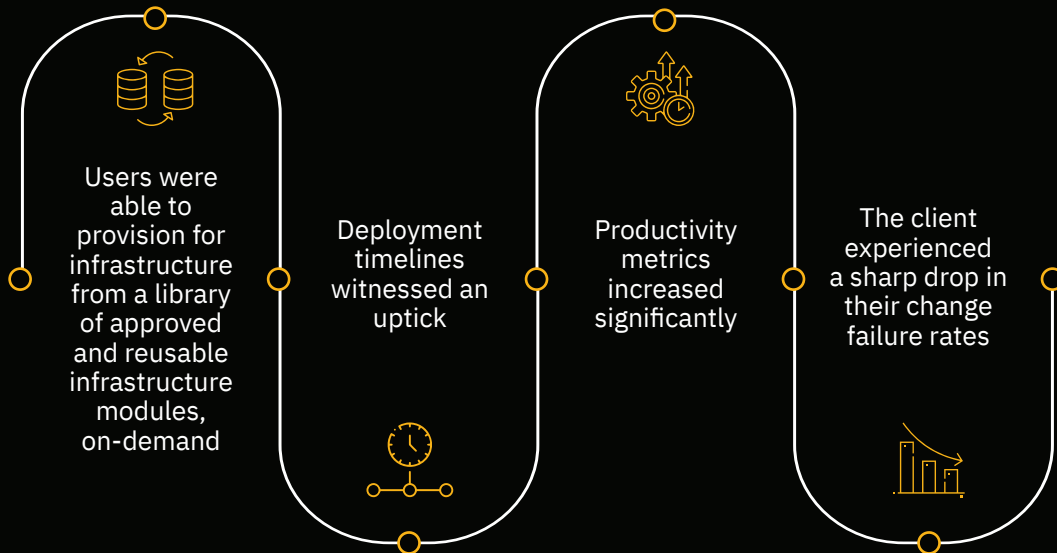 Users were
able to
provision for
infrastructure
from a library
of approved
and reusable
infrastructure
modules,
on-demand
Deployment
timelines
witnessed an
uptick
Productivity
metrics
increased
significantly
The client
experienced
a sharp drop in
their change
failure rates